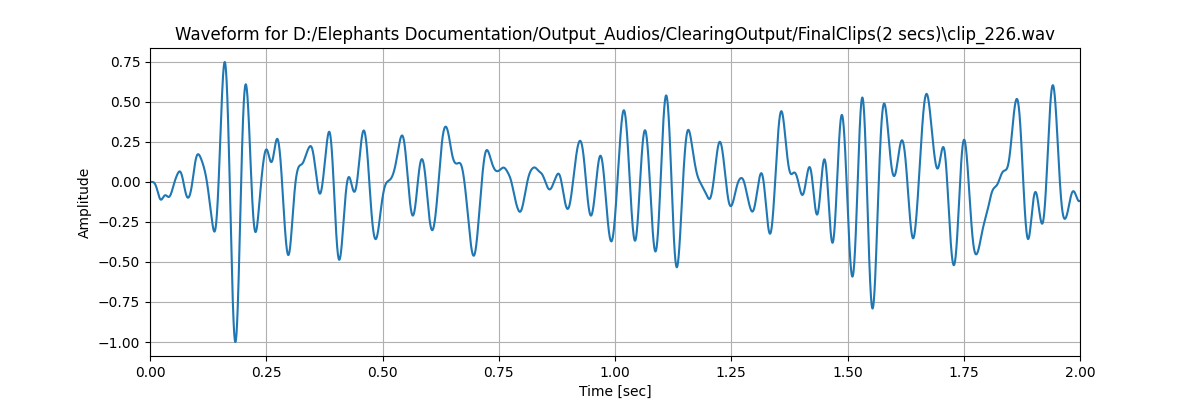 Waveform for D:/Elephants Documentation/Output_Audios/ClearingOutput/FinalClips(2 secs)\clip_226.wav
Amplitude
0.75
0.50
0.25
0.00
−0.25
−0.50
−0.75
−1.00
0.00 0.25 0.50 0.75 1.00 1.25 1.50 1.75 2.00
Time [sec]